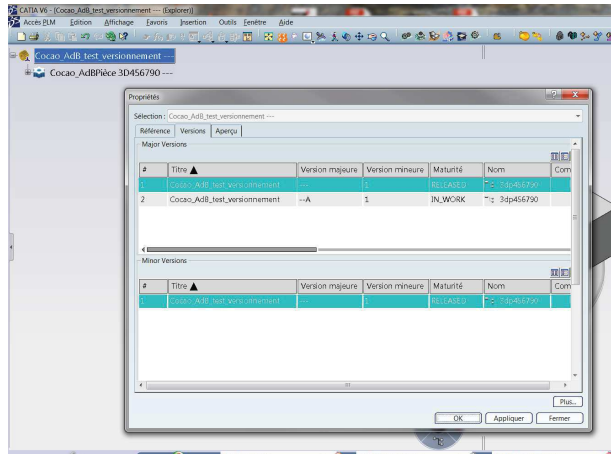 CATIA V6 - [Cocao_AdB_test_versionnement --- (Explorer)]
Accès PLM Edition Affichage Favoris Insertion Outils Fenêtre Aide
Cocao_AdB_test_versionnement ---
Cocao_AdBPièce 3D456790 ---
Propriétés
Sélection : Cocao_AdB_test_versionnement ---
Référence Versions Aperçu
Major Versions
# Titre Version majeure Version mineure Maturité Nom Com
1 Cocao_AdB_test_versionnement --- 1 RELEASED 3dp456790
2 Cocao_AdB_test_versionnement --A 1 IN_WORK 3dp456790
Minor Versions
# Titre Version majeure Version mineure Maturité Nom Com
1 Cocao_AdB_test_versionnement --- 1 RELEASED 3dp456790
Plus...
OK Appliquer Fermer